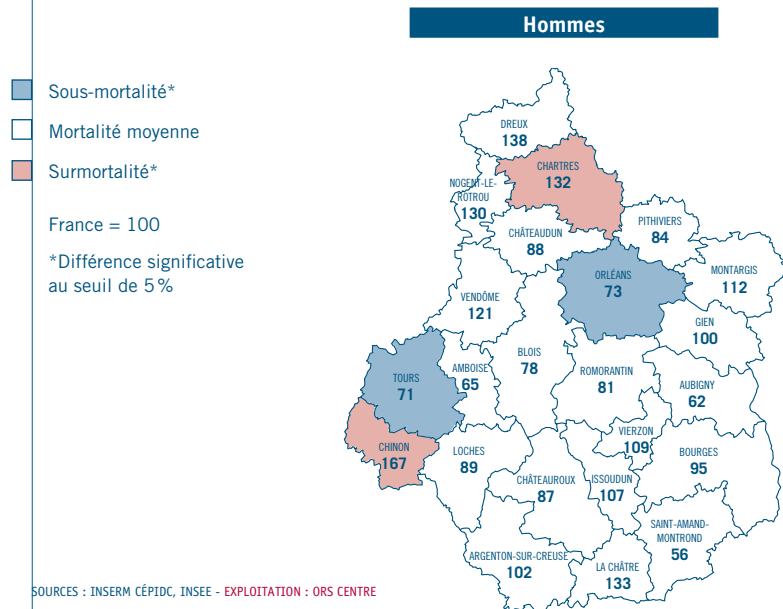 Hommes
Sous-mortalité*
Mortalité moyenne
Surmortalité*
France = 100
*Différence significative
au seuil de 5%
DREUX
138
CHARTRES
132
NOGENT-LE-
ROTROU
130
CHÂTEAUDUN
88
PITHIVIERS
84
ORLÉANS
73
MONTARGIS
112
VENDÔME
121
GIEN
100
BLOIS
78
AMBOISE
65
ROMORANTIN
81
TOURS
71
AUBIGNY
62
CHINON
167
LOCHES
89
VIERZON
109
BOURGES
95
CHÂTEAUROUX
87
ISSOUDUN
107
SAINT-AMAND-
MONTROND
56
ARGENTON-SUR-CREUSE
102
LA CHÂTRE
133
SOURCES : INSERM CÉPIDC, INSEE - EXPLOITATION : ORS CENTRE